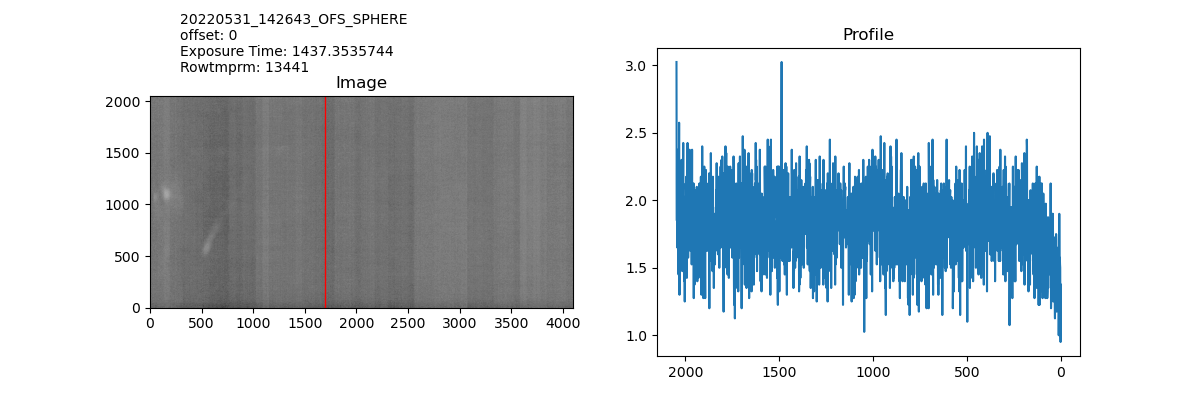 20220531_142643_OFS_SPHERE
offset: 0
Exposure Time: 1437.3535744
Rowtmprm: 13441
Image
2000
1500
1000
500
0
0 500 1000 1500 2000 2500 3000 3500 4000
Profile
3.0
2.5
2.0
1.5
1.0
2000 1500 1000 500 0